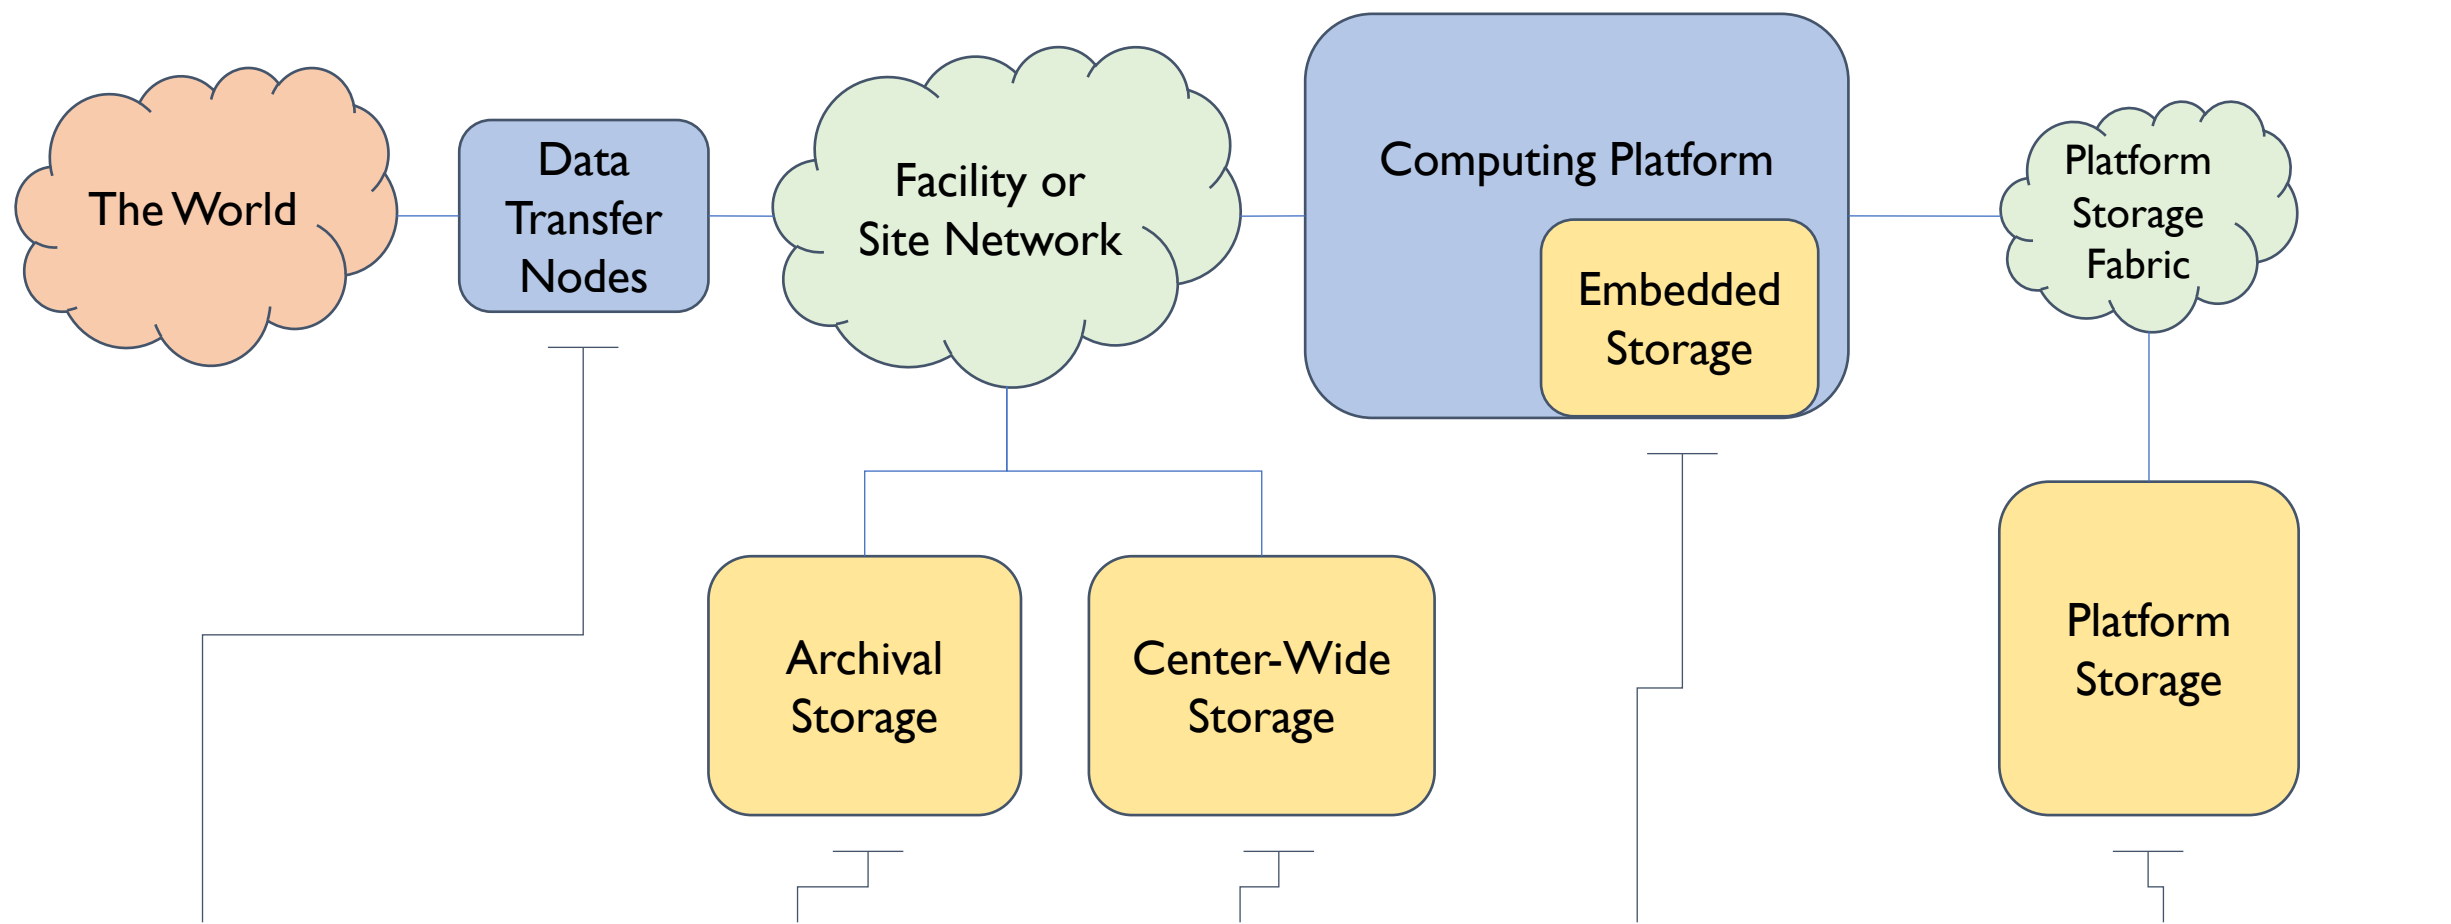 The World
Data
Transfer
Nodes
Facility or
Site Network
Computing Platform
Embedded
Storage
Platform
Storage
Fabric
Archival
Storage
Center-Wide
Storage
Platform
Storage